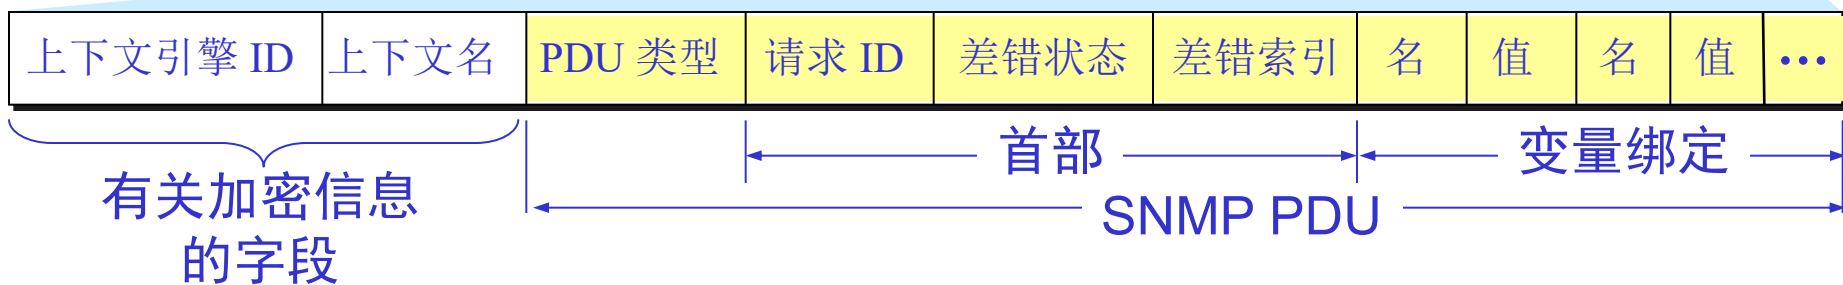 上下文引擎 ID 上下文名 PDU 类型 请求 ID 差错状态 差错索引 名 值 名 值 •••
首部 变量绑定
有关加密信息
的字段
SNMP PDU